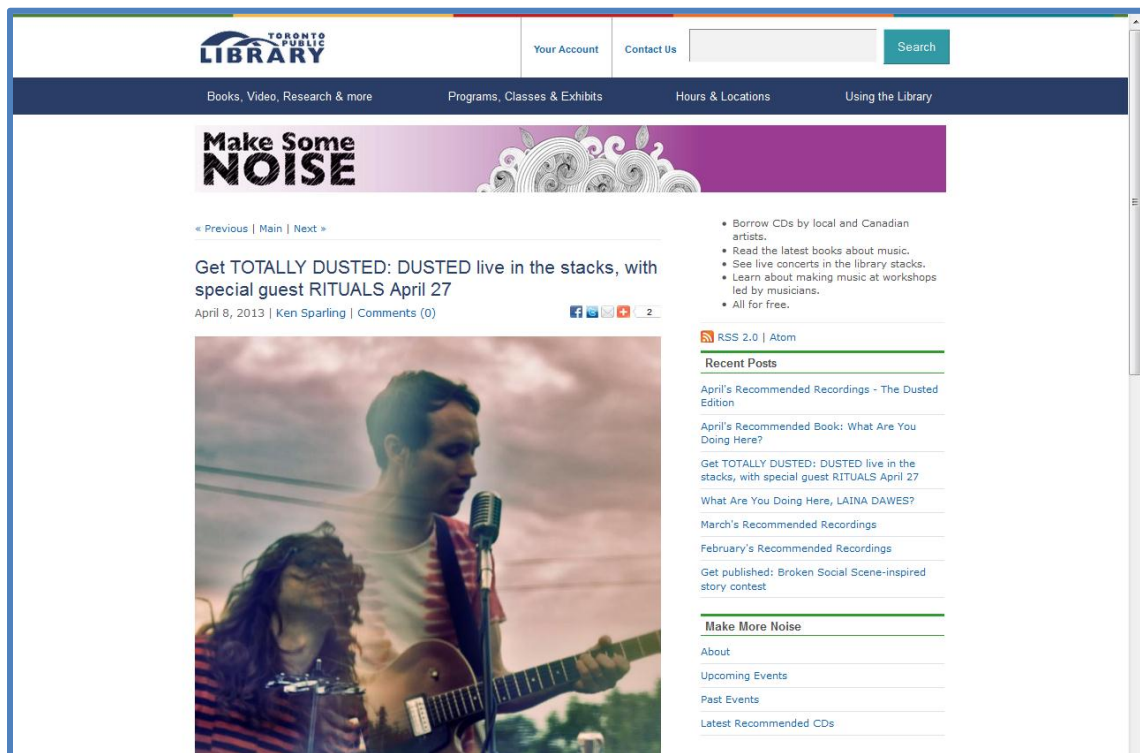 TORONTO
PUBLIC
LIBRARY
Your Account
Contact Us
Search
Books, Video, Research & more
Programs, Classes & Exhibits
Hours & Locations
Using the Library
Make Some
NOISE
« Previous | Main | Next »
Get TOTALLY DUSTED: DUSTED live in the stacks, with
special guest RITUALS April 27
April 8, 2013 | Ken Sparling | Comments (0)
2
• Borrow CDs by local and Canadian
artists.
• Read the latest books about music.
• See live concerts in the library stacks.
• Learn about making music at workshops
led by musicians.
• All for free.
RSS 2.0 | Atom
Recent Posts
April's Recommended Recordings - The Dusted
Edition
April's Recommended Book: What Are You
Doing Here?
Get TOTALLY DUSTED: DUSTED live in the
stacks, with special guest RITUALS April 27
What Are You Doing Here, LAINA DAWES?
March's Recommended Recordings
February's Recommended Recordings
Get published: Broken Social Scene-inspired
story contest
Make More Noise
About
Upcoming Events
Past Events
Latest Recommended CDs